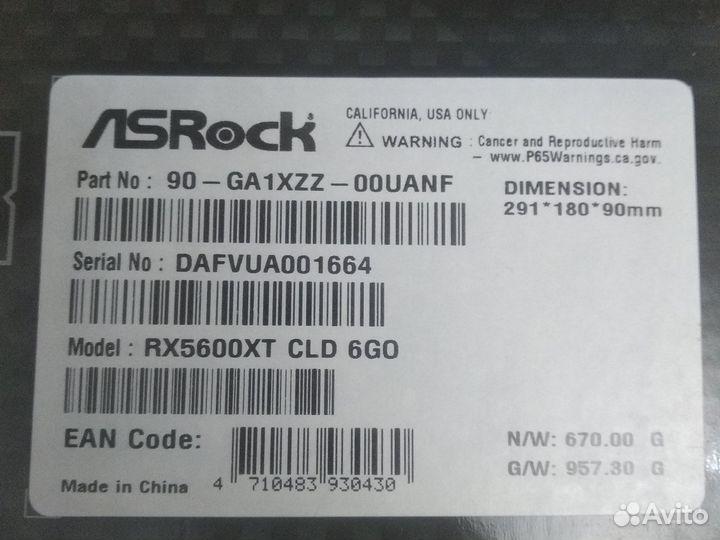 ASRock
CALIFORNIA, USA ONLY
WARNING : Cancer and Reproductive Harm
– www.P65Warnings.ca.gov.
Part No : 90-GA1XZZ-00UANF
DIMENSION:
291*180*90mm
Serial No : DAFVUA001664
Model : RX5600XT CLD 6GO
EAN Code:
4 710483 930430
Made in China
N/W: 670.00 G
G/W: 957.30 G
Avito